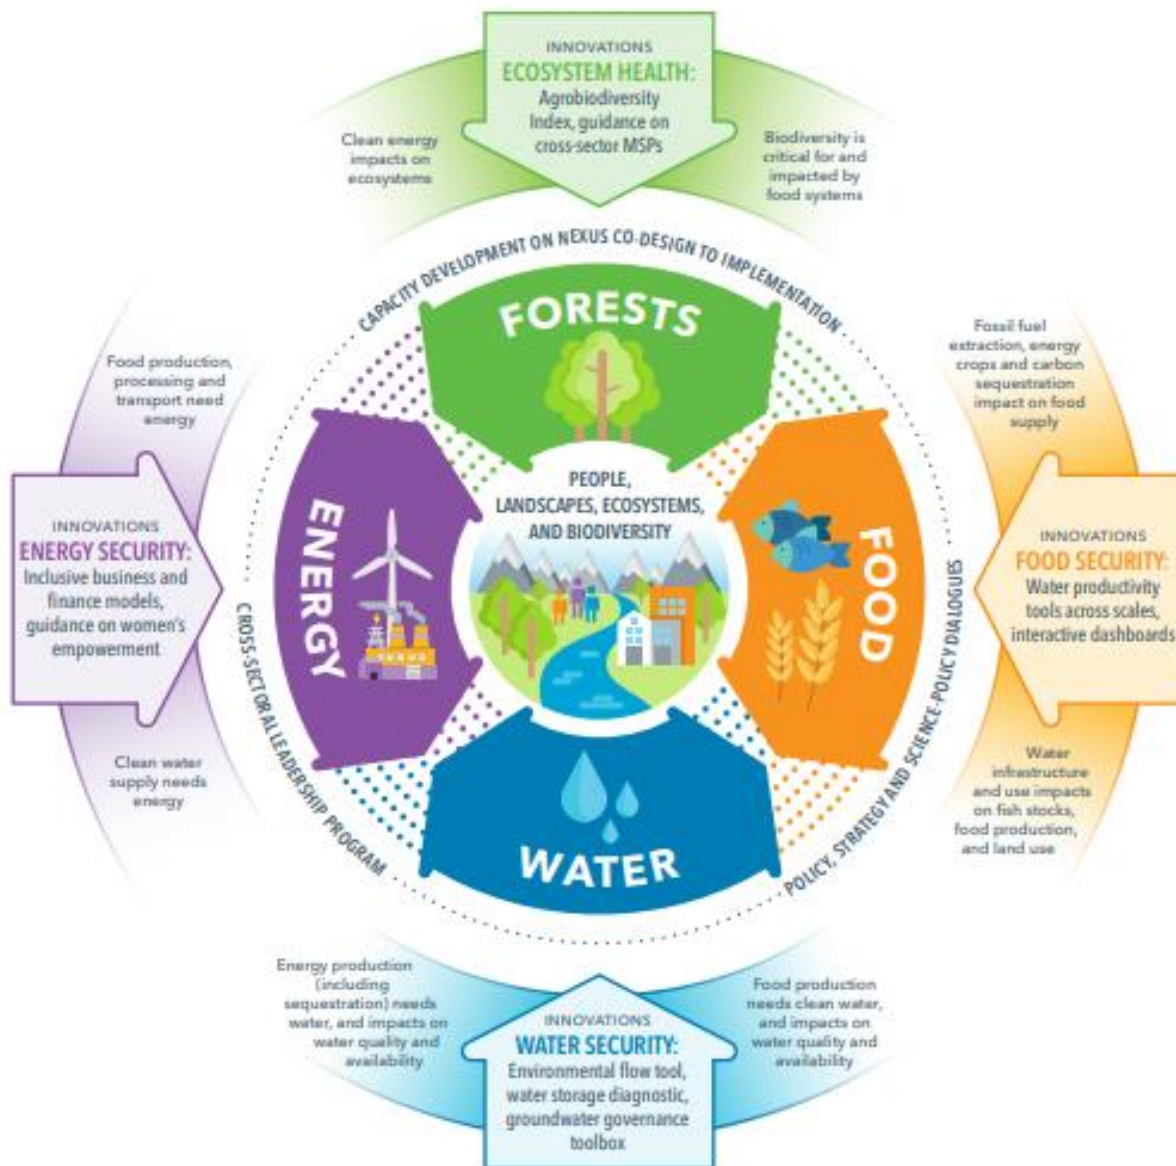 INNOVATIONS
ECOSYSTEM HEALTH:
Agrobiodiversity
Index, guidance on
cross-sector MSPs
Clean energy
impacts on
ecosystems
Biodiversity is
critical for and
impacted by
food systems
CAPACITY DEVELOPMENT ON NEXUS CO-DESIGN TO IMPLEMENTATION
FORESTS
Food production,
processing and
transport need
energy
Fossil fuel
extraction, energy
crops and carbon
sequestration
impact on food
supply
PEOPLE,
LANDSCAPES, ECOSYSTEMS,
AND BIODIVERSITY
INNOVATIONS
ENERGY SECURITY:
Inclusive business and
finance models,
guidance on women's
empowerment
ENERGY
FOOD
INNOVATIONS
FOOD SECURITY:
Water productivity
tools across scales,
interactive dashboards
CROSS-SECTORAL LEADERSHIP PROGRAM
POLICY, STRATEGY AND SCIENCE-POLICY DIALOGUES
Clean water
supply needs
energy
Water
infrastructure
and use impacts
on fish stocks,
food production,
and land use
WATER
Energy production
(including
sequestration) needs
water, and impacts on
water quality and
availability
Food production
needs clean water,
and impacts on
water quality and
availability
INNOVATIONS
WATER SECURITY:
Environmental flow tool,
water storage diagnostic,
groundwater governance
toolbox